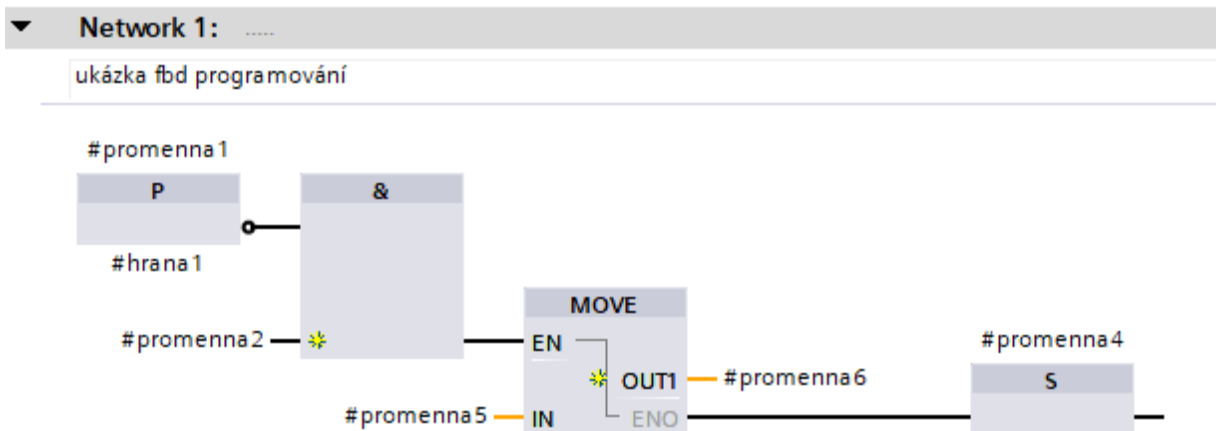 Network 1: .....
ukázka fbd programování
#promenna1
P
&
#hrana1
MOVE
#promenna2
EN
#promenna4
OUT1
#promenna6
S
#promenna5
IN
ENO